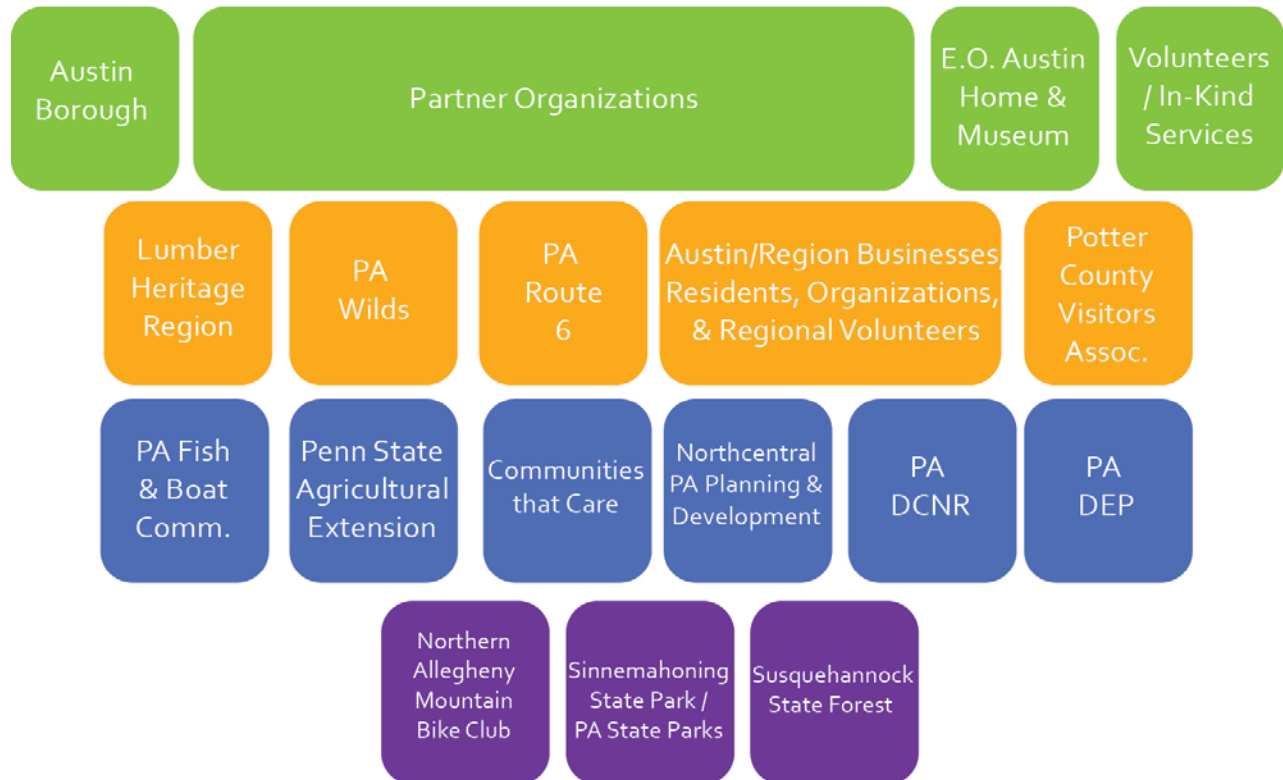 Austin
Borough
Partner Organizations
E.O. Austin
Home &
Museum
Volunteers
/ In-Kind
Services
Lumber
Heritage
Region
PA
Wilds
PA
Route
6
Austin/Region Businesses,
Residents, Organizations,
& Regional Volunteers
Potter
County
Visitors
Assoc.
PA Fish
& Boat
Comm.
Penn State
Agricultural
Extension
Communities
that Care
Northcentral
PA Planning &
Development
PA
DCNR
PA
DEP
Northern
Allegheny
Mountain
Bike Club
Sinnemahoning
State Park /
PA State Parks
Susquehannock
State Forest